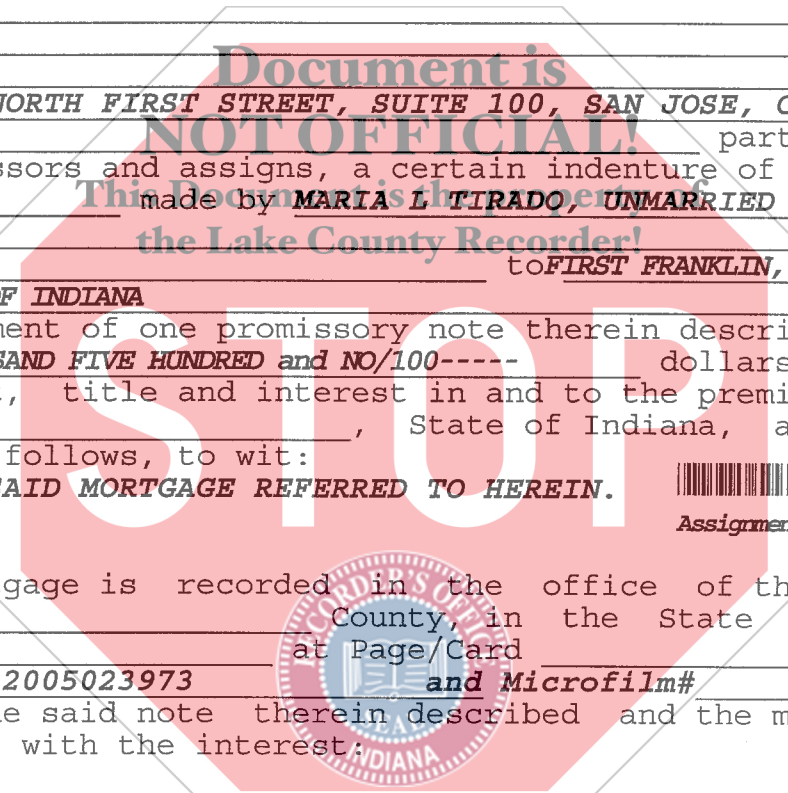 Document is
NORTH FIRST STREET, SUITE 100, SAN JOSE, C
NOT OFFICIAL!
part
ssors and assigns, a certain indenture of
This Document is the property of
made by MARIA L TIRADO, UNMARRIED
the Lake County Recorder!
to FIRST FRANKLIN,
OF INDIANA
ment of one promissory note therein descri
SAND FIVE HUNDRED and NO/100-----
dollars
, title and interest in and to the premi
, State of Indiana, a
follows, to wit:
SAID MORTGAGE REFERRED TO HEREIN.
Assignmen
STOP
gage is recorded in the office of th
County, in the State
at Page/Card
2005023973 and Microfilm#
e said note therein described and the m
with the interest:
RECORDER'S OFFICE
SEAL
INDIANA